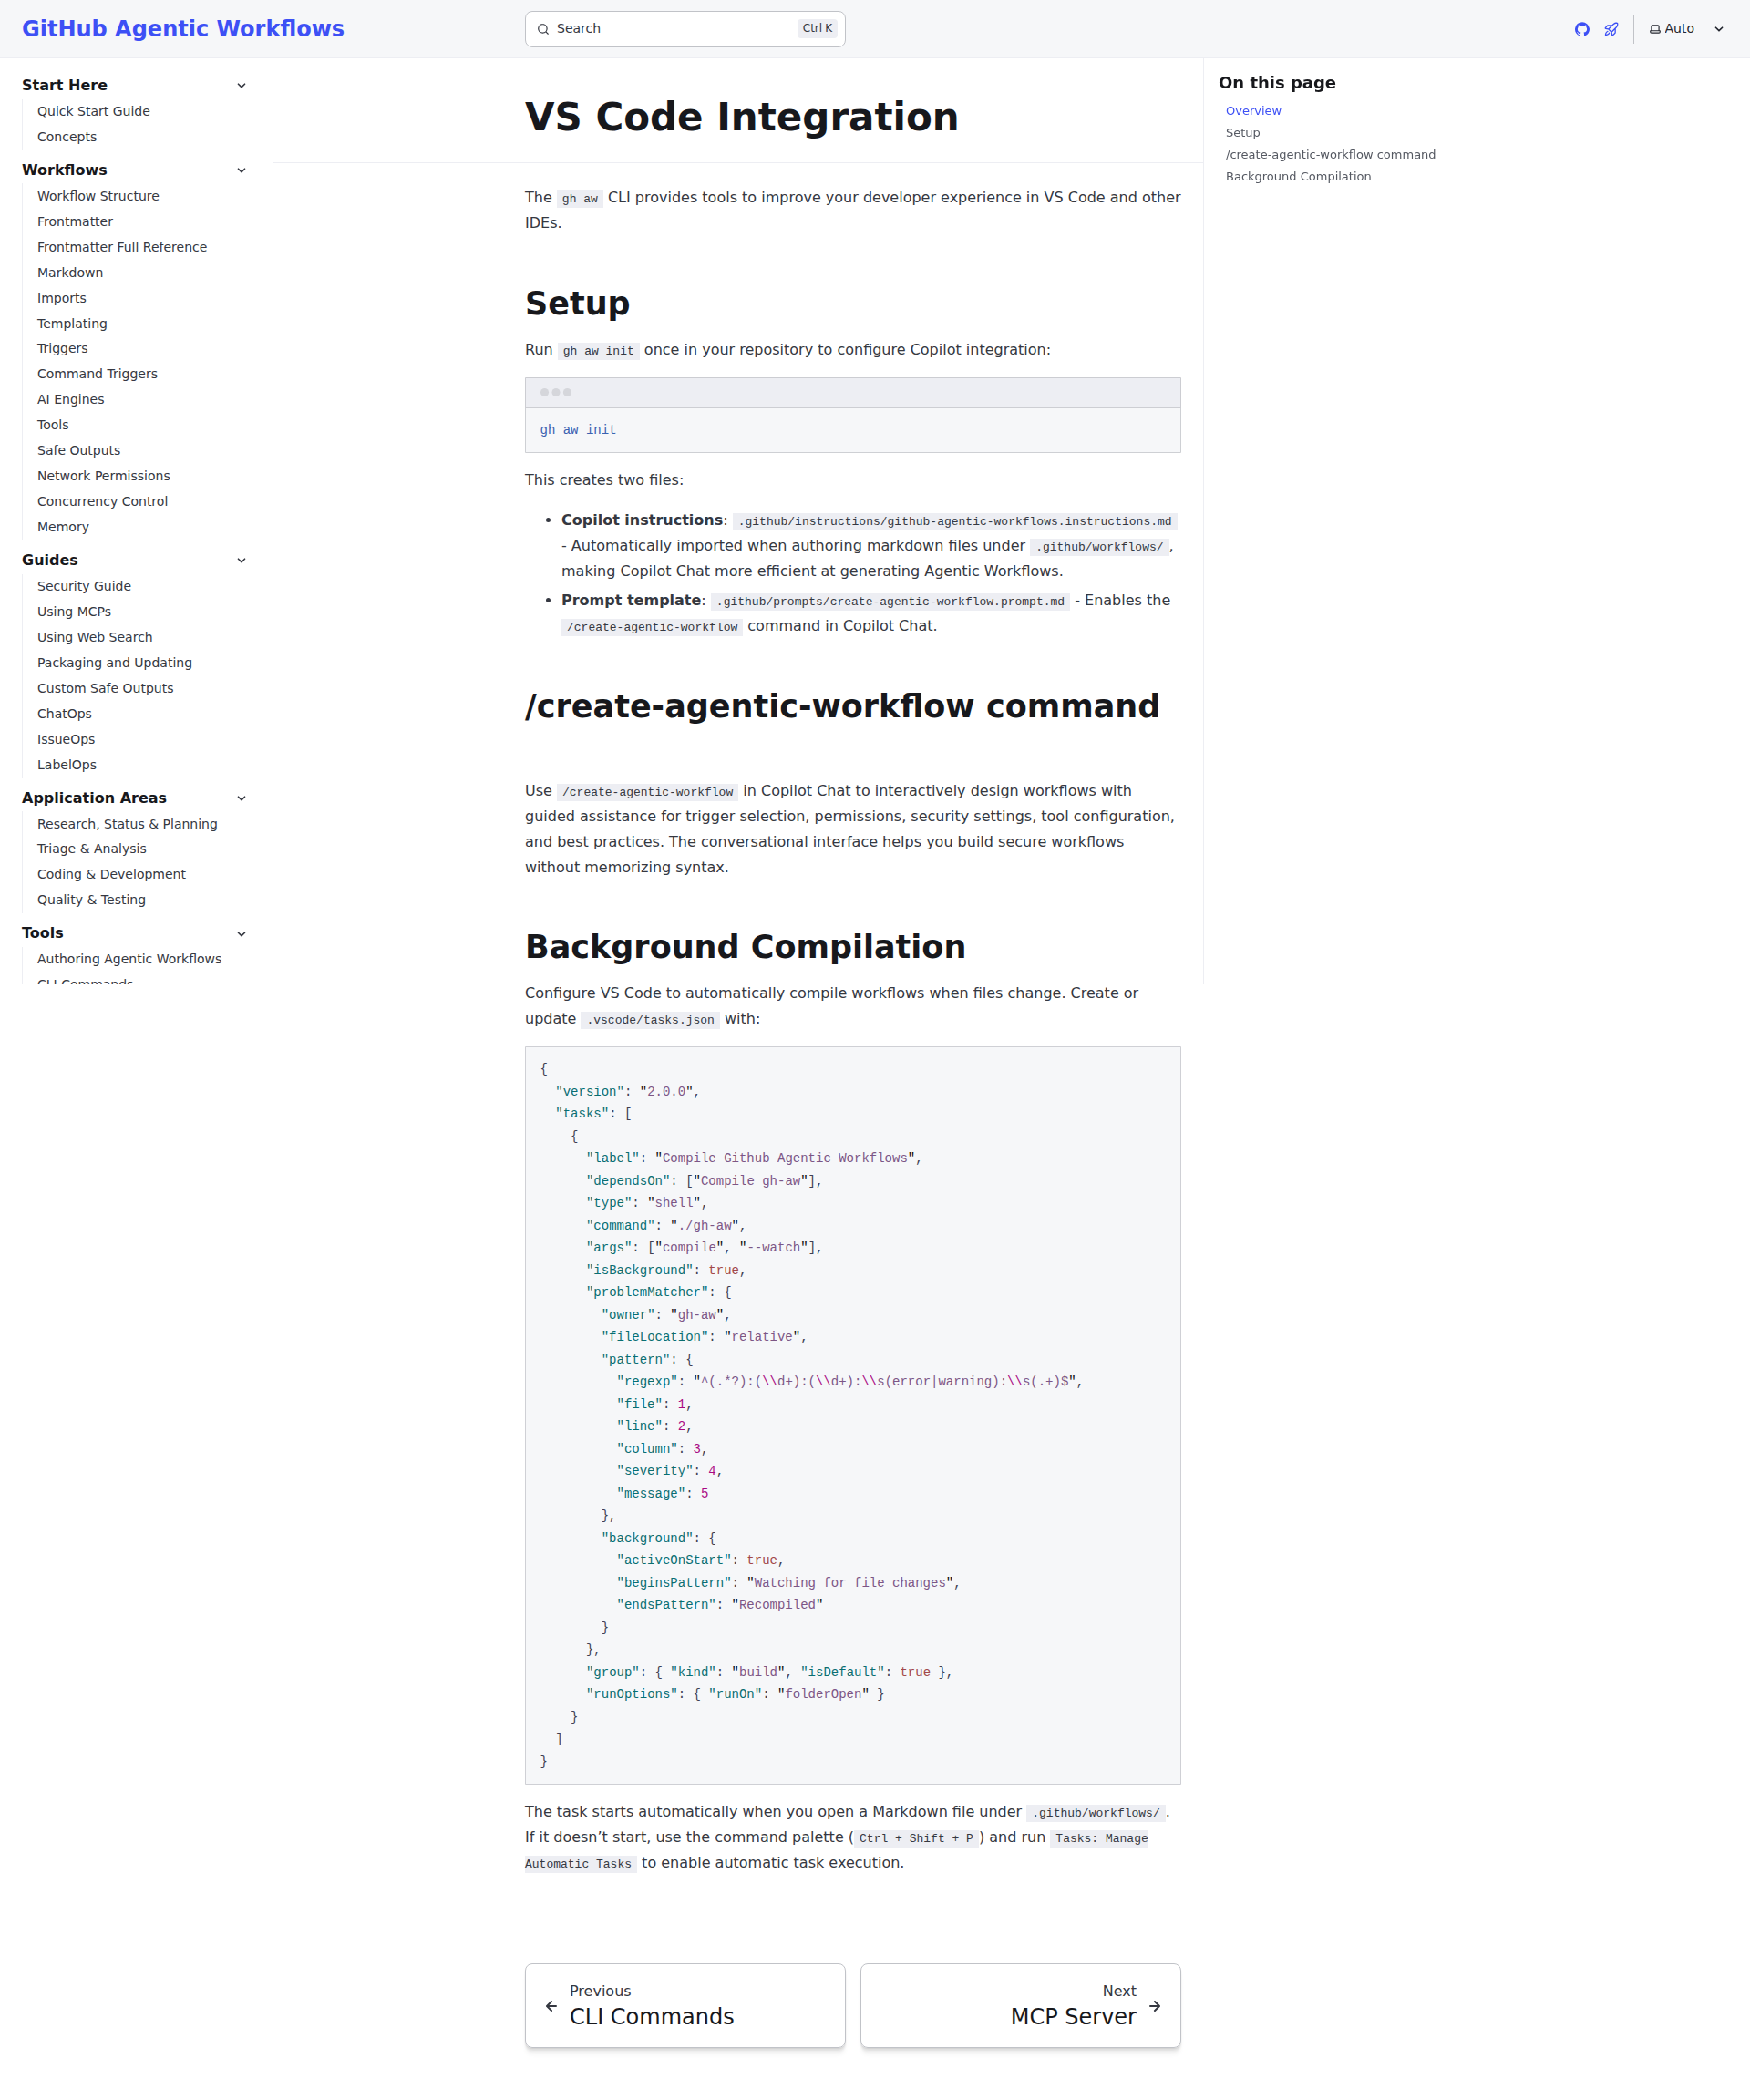 GitHub Agentic Workflows
Search
Ctrl K
Auto
Start Here
Quick Start Guide
Concepts
Workflows
Workflow Structure
Frontmatter
Frontmatter Full Reference
Markdown
Imports
Templating
Triggers
Command Triggers
AI Engines
Tools
Safe Outputs
Network Permissions
Concurrency Control
Memory
Guides
Security Guide
Using MCPs
Using Web Search
Packaging and Updating
Custom Safe Outputs
ChatOps
IssueOps
LabelOps
Application Areas
Research, Status & Planning
Triage & Analysis
Coding & Development
Quality & Testing
Tools
Authoring Agentic Workflows
CLI Commands
VS Code Integration
The gh aw CLI provides tools to improve your developer experience in VS Code and other
IDEs.
Setup
Run gh aw init once in your repository to configure Copilot integration:
gh aw init
This creates two files:
• Copilot instructions: .github/instructions/github-agentic-workflows.instructions.md
- Automatically imported when authoring markdown files under .github/workflows/,
making Copilot Chat more efficient at generating Agentic Workflows.
• Prompt template: .github/prompts/create-agentic-workflow.prompt.md - Enables the
/create-agentic-workflow command in Copilot Chat.
/create-agentic-workflow command
Use /create-agentic-workflow in Copilot Chat to interactively design workflows with
guided assistance for trigger selection, permissions, security settings, tool configuration,
and best practices. The conversational interface helps you build secure workflows
without memorizing syntax.
Background Compilation
Configure VS Code to automatically compile workflows when files change. Create or
update .vscode/tasks.json with:
{
  "version": "2.0.0",
  "tasks": [
    {
      "label": "Compile Github Agentic Workflows",
      "dependsOn": ["Compile gh-aw"],
      "type": "shell",
      "command": "./gh-aw",
      "args": ["compile", "--watch"],
      "isBackground": true,
      "problemMatcher": {
        "owner": "gh-aw",
        "fileLocation": "relative",
        "pattern": {
          "regexp": "^(.*?):(\\d+):(\\d+):\\s(error|warning):\\s(.+)$",
          "file": 1,
          "line": 2,
          "column": 3,
          "severity": 4,
          "message": 5
        },
        "background": {
          "activeOnStart": true,
          "beginsPattern": "Watching for file changes",
          "endsPattern": "Recompiled"
        }
      },
      "group": { "kind": "build", "isDefault": true },
      "runOptions": { "runOn": "folderOpen" }
    }
  ]
}
The task starts automatically when you open a Markdown file under .github/workflows/.
If it doesn’t start, use the command palette (Ctrl + Shift + P) and run Tasks: Manage
Automatic Tasks to enable automatic task execution.
Previous
CLI Commands
Next
MCP Server
On this page
Overview
Setup
/create-agentic-workflow command
Background Compilation